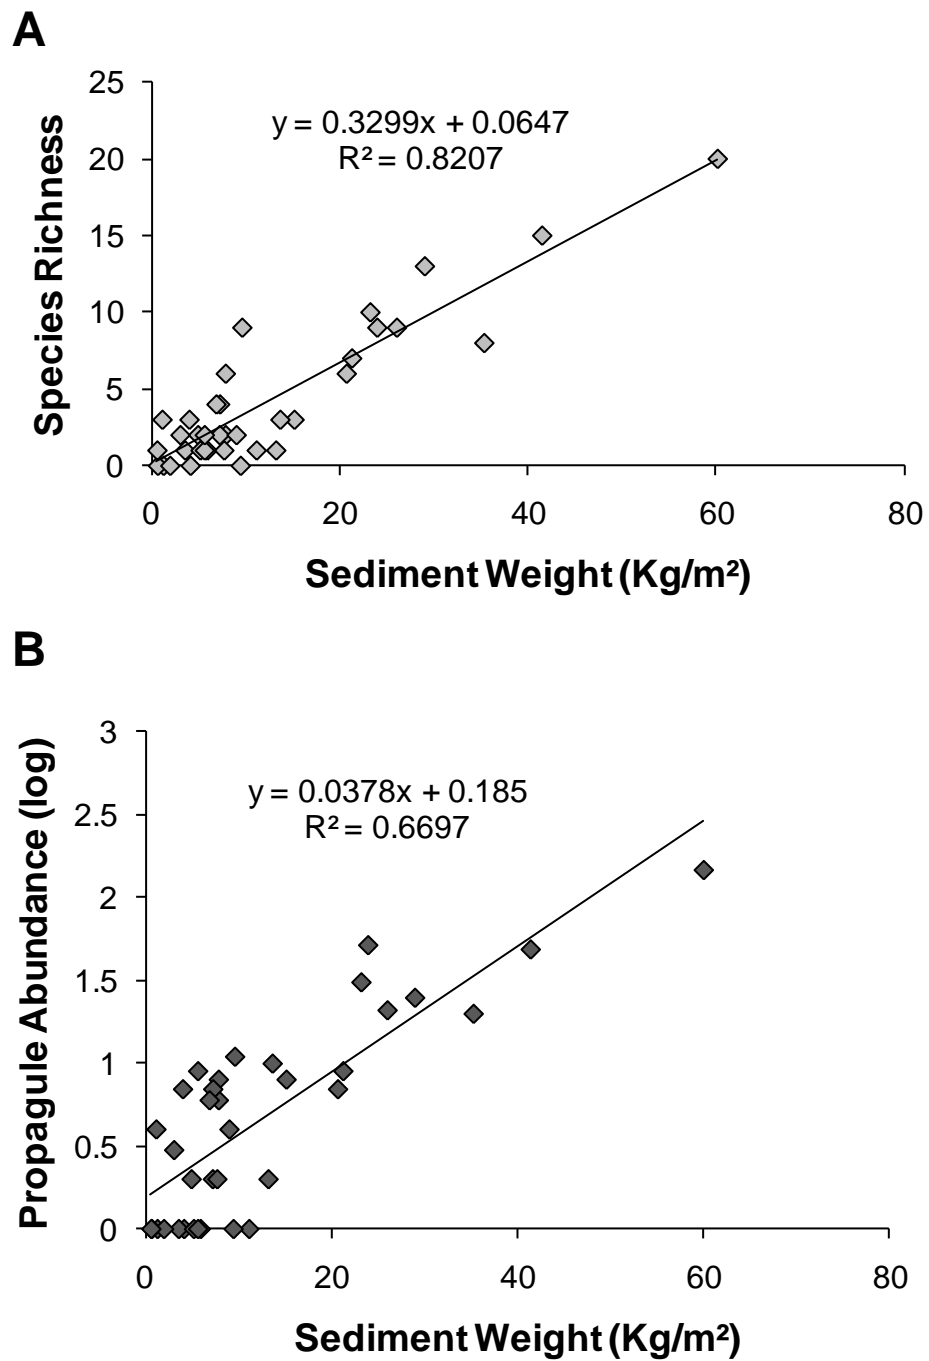 A
25
20
15
10
5
0
Species Richness
y = 0.3299x + 0.0647
R² = 0.8207
0 20 40 60 80
Sediment Weight (Kg/m²)
B
3
2.5
2
1.5
1
0.5
0
Propagule Abundance (log)
y = 0.0378x + 0.185
R² = 0.6697
0 20 40 60 80
Sediment Weight (Kg/m²)